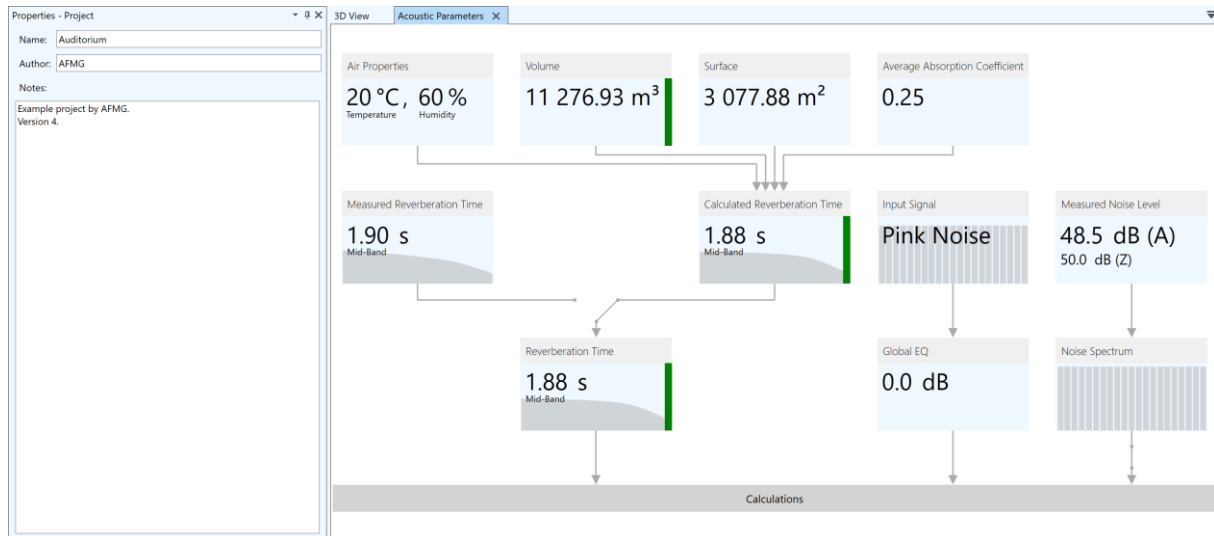 Properties - Project
Name: Auditorium
Author: AFMG
Notes:
Example project by AFMG.
Version 4.
3D View
Acoustic Parameters
Air Properties
20 °C, 60 %
Temperature Humidity
Volume
11 276.93 m³
Surface
3 077.88 m²
Average Absorption Coefficient
0.25
Measured Reverberation Time
1.90 s
Mid-Band
Calculated Reverberation Time
1.88 s
Mid-Band
Input Signal
Pink Noise
Measured Noise Level
48.5 dB (A)
50.0 dB (Z)
Reverberation Time
1.88 s
Mid-Band
Global EQ
0.0 dB
Noise Spectrum
Calculations